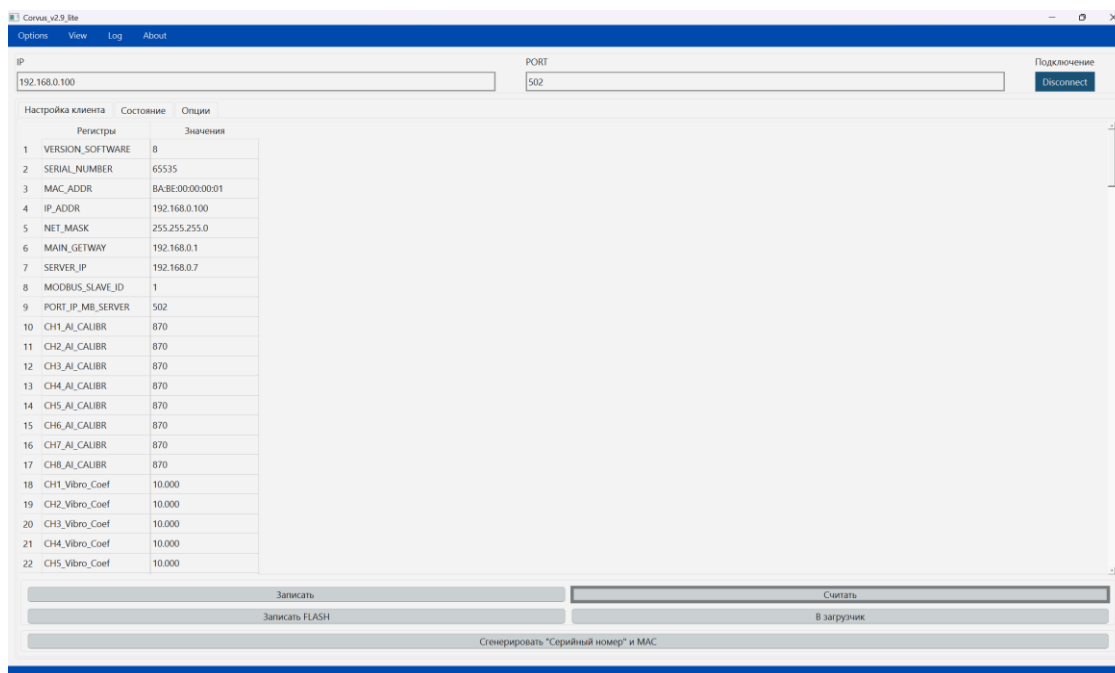 Corvus_v2.9_lite
Options View Log About
IP PORT Подключение
192.168.0.100 502 Disconnect
Настройка клиента Состояние Опции
Регистры Значения
1 VERSION_SOFTWARE 8
2 SERIAL_NUMBER 65535
3 MAC_ADDR BA:BE:00:00:00:01
4 IP_ADDR 192.168.0.100
5 NET_MASK 255.255.255.0
6 MAIN_GETWAY 192.168.0.1
7 SERVER_IP 192.168.0.7
8 MODBUS_SLAVE_ID 1
9 PORT_IP_MB_SERVER 502
10 CH1_AI_CALIBR 870
11 CH2_AI_CALIBR 870
12 CH3_AI_CALIBR 870
13 CH4_AI_CALIBR 870
14 CH5_AI_CALIBR 870
15 CH6_AI_CALIBR 870
16 CH7_AI_CALIBR 870
17 CH8_AI_CALIBR 870
18 CH1_Vibro_Coef 10.000
19 CH2_Vibro_Coef 10.000
20 CH3_Vibro_Coef 10.000
21 CH4_Vibro_Coef 10.000
22 CH5_Vibro_Coef 10.000
Записать Считать
Записать FLASH В загрузчик
Сгенерировать "Серийный номер" и MAC